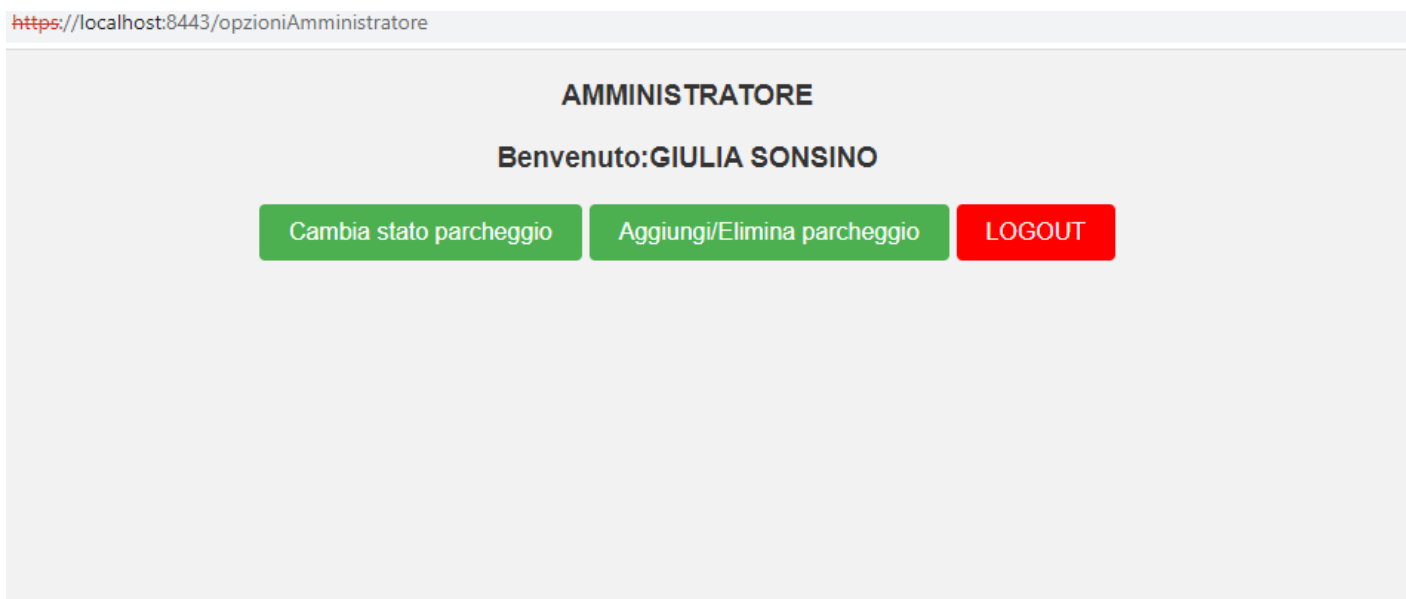 https://localhost:8443/opzioniAmministratore
AMMINISTRATORE
Benvenuto:GIULIA SONSINO
Cambia stato parcheggio Aggiungi/Elimina parcheggio LOGOUT